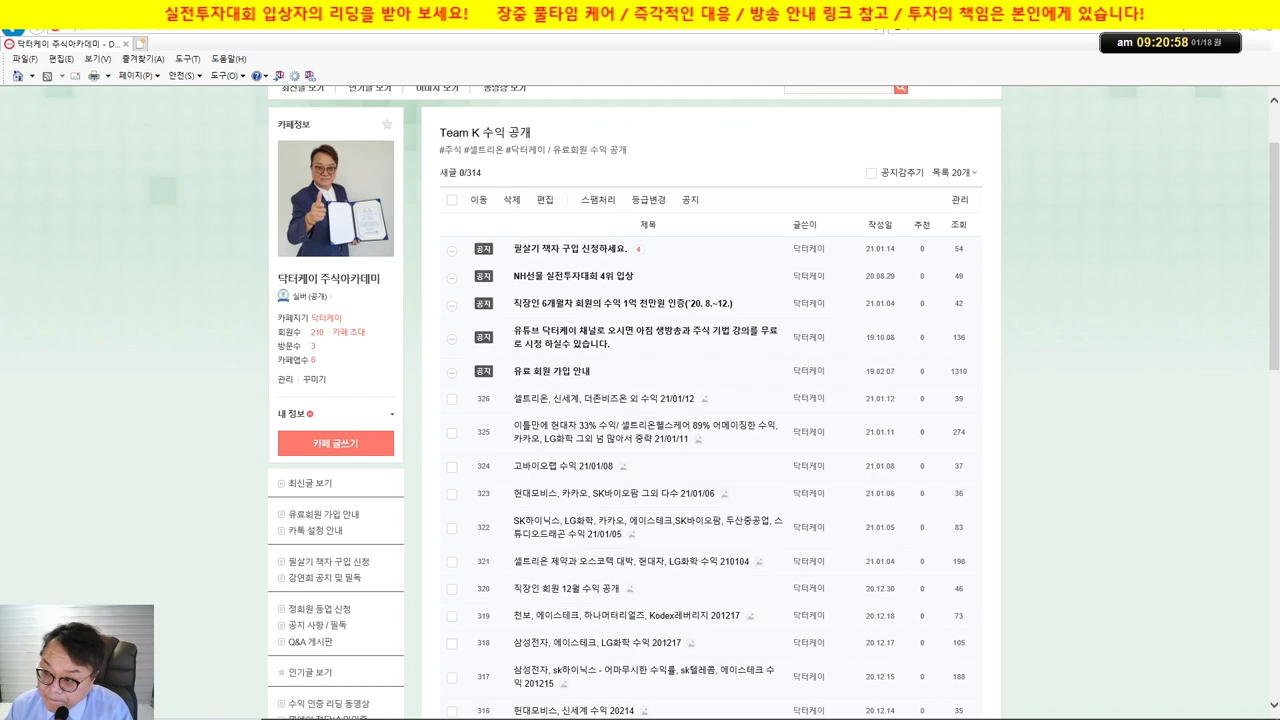 실전투자대회 입상자의 리딩을 받아 보세요! 장중 풀타임 케어 / 즉각적인 대응 / 방송 안내 링크 참고 / 투자의 책임은 본인에게 있습니다!
닥터케이 주식아카데미 - D...
am 09:20:58 01/18 월
파일(F) 편집(E) 보기(V) 즐겨찾기(A) 도구(T) 도움말(H)
페이지(P) 안전(S) 도구(O)
최신글 보기 인기글 보기 이미지 보기 동영상 보기
카페정보
닥터케이 주식아카데미
실버 (공개)
카페지기 닥터케이
회원수 210 카페 초대
방문수 3
카페앱수 6
관리 꾸미기
내 정보
카페 글쓰기
최신글 보기
유료회원 가입 안내
카톡 설정 안내
필살기 책자 구입 신청
강연회 공지 및 필독
정회원 등업 신청
공지 사항 / 필독
Q&A 게시판
인기글 보기
수익 인증 리딩 동영상
Team K 수익 공개
#주식 #셀트리온 #닥터케이 / 유료회원 수익 공개
새글 0/314
공지감추기 목록 20개
이동 삭제 편집 스팸처리 등급변경 공지 관리
제목 글쓴이 작성일 추천 조회
공지 필살기 책자 구입 신청하세요. 4 닥터케이 21.01.14 0 54
공지 NH선물 실전투자대회 4위 입상 닥터케이 20.08.29 0 49
공지 직장인 6개월차 회원의 수익 1억 천만원 인증(`20. 8.~12.) 닥터케이 21.01.04 0 42
공지 유튜브 닥터케이 채널로 오시면 아침 생방송과 주식 기법 강의를 무료
로 시청 하실수 있습니다. 닥터케이 19.10.08 0 136
공지 유료 회원 가입 안내 닥터케이 19.02.07 0 1310
326 셀트리온, 신세계, 더존비즈온 외 수익 21/01/12 닥터케이 21.01.12 0 39
325 이틀만에 현대차 33% 수익/ 셀트리온헬스케어 89% 어메이징한 수익,
카카오, LG화학 그외 넘 많아서 중략 21/01/11 닥터케이 21.01.11 0 274
324 고바이오랩 수익 21/01/08 닥터케이 21.01.08 0 37
323 현대모비스, 카카오, SK바이오팜 그외 다수 21/01/06 닥터케이 21.01.06 0 36
322 SK하이닉스, LG화학, 카카오, 에이스테크,SK바이오팜, 두산중공업, 스
튜디오드래곤 수익 21/01/05 닥터케이 21.01.05 0 83
321 셀트리온 제약과 오스코텍 대박, 현대차, LG화학 수익 210104 닥터케이 21.01.04 0 198
320 직장인 회원 12월 수익 공개 닥터케이 20.12.30 0 46
319 천보, 에이스테크, 하나머터리얼즈, Kodex레버리지 201217 닥터케이 20.12.18 0 73
318 삼성전자, 에이스테크, LG화학 수익 201217 닥터케이 20.12.17 0 105
317 삼성전자, sk하이닉스 - 어마무시한 수익률, sk텔레콤, 에이스테크 수
익 201215 닥터케이 20.12.15 0 188
316 현대모비스, 신세계 수익 20214 닥터케이 20.12.14 0 35